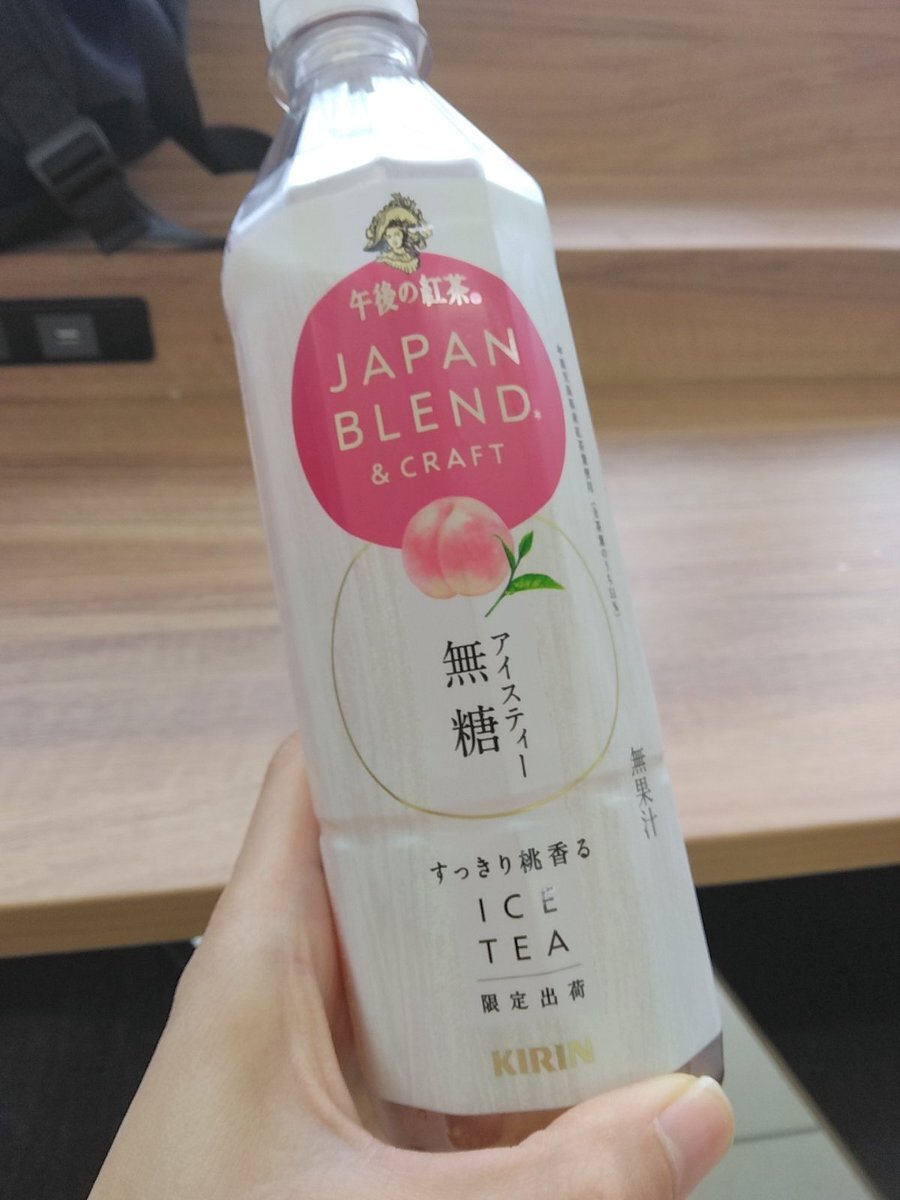 午後の紅茶
JAPAN
BLEND*
& CRAFT
アイスティー
無糖
無果汁
すっきり桃香る
ICE
TEA
限定出荷
KIRIN